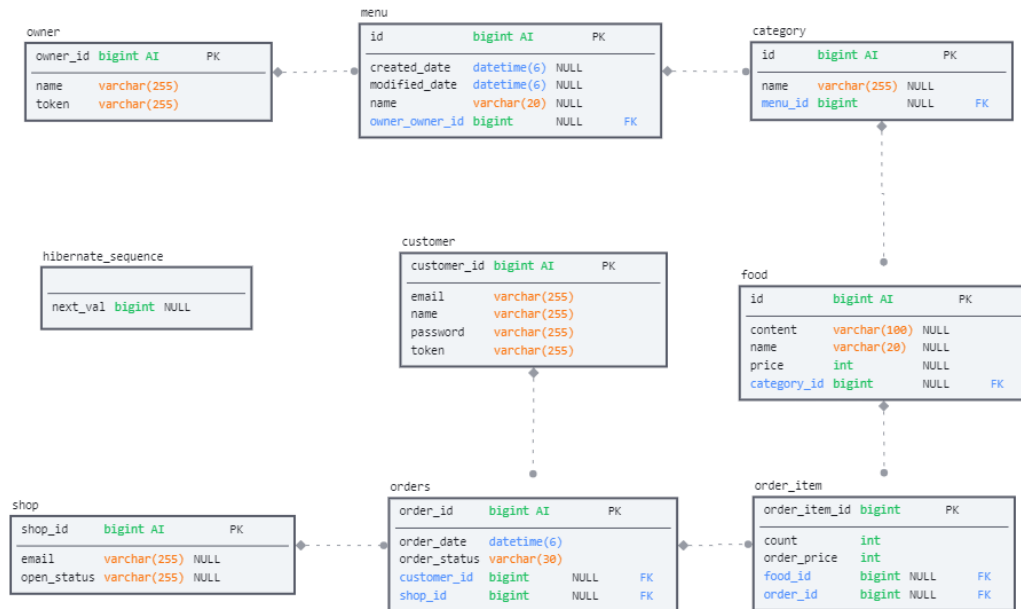 owner
owner_id bigint AI PK
name varchar(255)
token varchar(255)
menu
id bigint AI PK
created_date datetime(6) NULL
modified_date datetime(6) NULL
name varchar(20) NULL
owner_owner_id bigint NULL FK
category
id bigint AI PK
name varchar(255) NULL
menu_id bigint NULL FK
hibernate_sequence
next_val bigint NULL
customer
customer_id bigint AI PK
email varchar(255)
name varchar(255)
password varchar(255)
token varchar(255)
food
id bigint AI PK
content varchar(100) NULL
name varchar(20) NULL
price int NULL
category_id bigint NULL FK
shop
shop_id bigint AI PK
email varchar(255) NULL
open_status varchar(255) NULL
orders
order_id bigint AI PK
order_date datetime(6)
order_status varchar(30)
customer_id bigint NULL FK
shop_id bigint NULL FK
order_item
order_item_id bigint PK
count int
order_price int
food_id bigint NULL FK
order_id bigint NULL FK